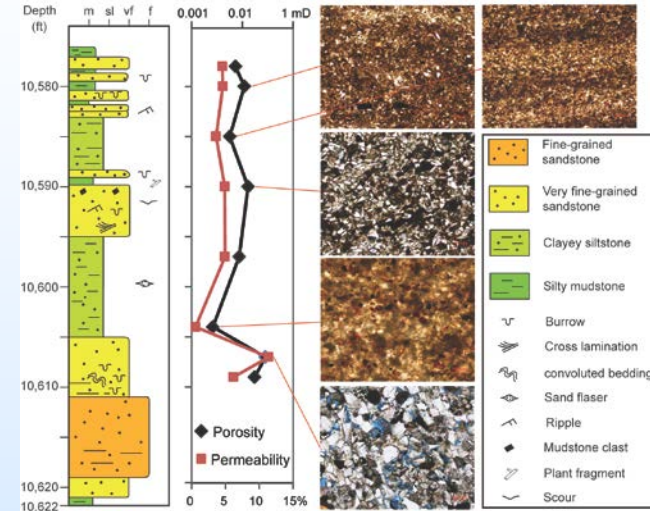 Depth
(ft)
m sl vf f
0.001 0.01 1 mD
10,580
10,590
10,600
10,610
10,620
10.622
Porosity
Permeability
0 5 10 15%
Fine-grained
sandstone
Very fine-grained
sandstone
Clayey siltstone
Silty mudstone
Burrow
Cross lamination
convoluted bedding
Sand flaser
Ripple
Mudstone clast
Plant fragment
Scour